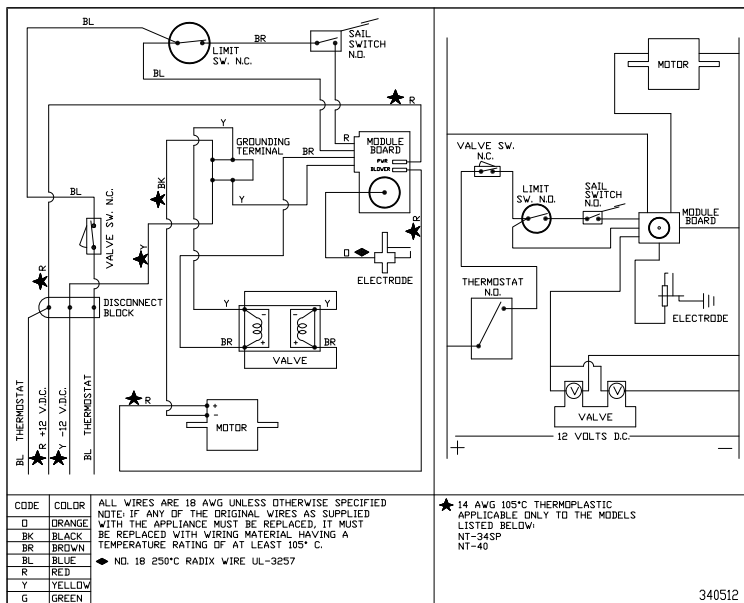 BL
LIMIT
SW. N.C.
BR
SAIL
SWITCH
N.O.
BL
R
Y
GROUNDING
TERMINAL
BR
R
MODULE
BOARD
PWR
BLOWER
BK
Y
BL
VALVE SW. N.C.
Y
R
O
ELECTRODE
R
DISCONNECT
BLOCK
Y
Y
BR
BR
VALVE
R
+
-
MOTOR
BL THERMOSTAT
R +12 V.D.C.
Y -12 V.D.C.
BL THERMOSTAT
MOTOR
VALVE SW.
N.C.
LIMIT
SW. N.O.
SAIL
SWITCH
N.O.
MODULE
BOARD
THERMOSTAT
N.O.
ELECTRODE
V
V
VALVE
12 VOLTS D.C.
+
-
CODE COLOR
O ORANGE
BK BLACK
BR BROWN
BL BLUE
R RED
Y YELLOW
G GREEN
ALL WIRES ARE 18 AWG UNLESS OTHERWISE SPECIFIED
NOTE: IF ANY OF THE ORIGINAL WIRES AS SUPPLIED
WITH THE APPLIANCE MUST BE REPLACED, IT MUST
BE REPLACED WITH WIRING MATERIAL HAVING A
TEMPERATURE RATING OF AT LEAST 105° C.
◆ NO. 18 250°C RADIX WIRE UL-3257
★ 14 AWG 105°C THERMOPLASTIC
APPLICABLE ONLY TO THE MODELS
LISTED BELOW:
NT-34SP
NT-40
340512